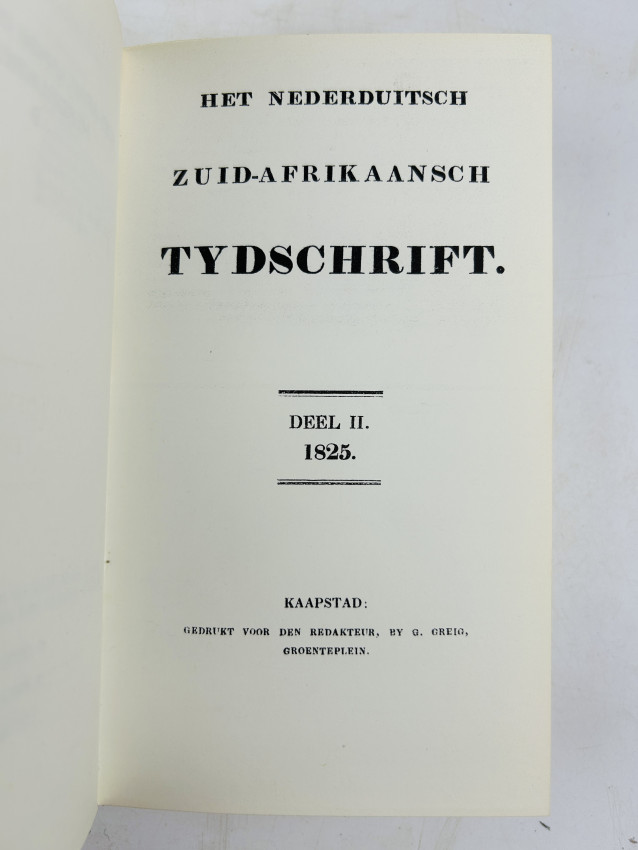 HET NEDERDUITSCH
ZUID-AFRIKAANSCH
TYDSCHRIFT.
DEEL II.
1825.
KAAPSTAD:
GEDRUKT VOOR DEN REDAKTEUR, BY G. GREIG,
GROENTEPLEIN.